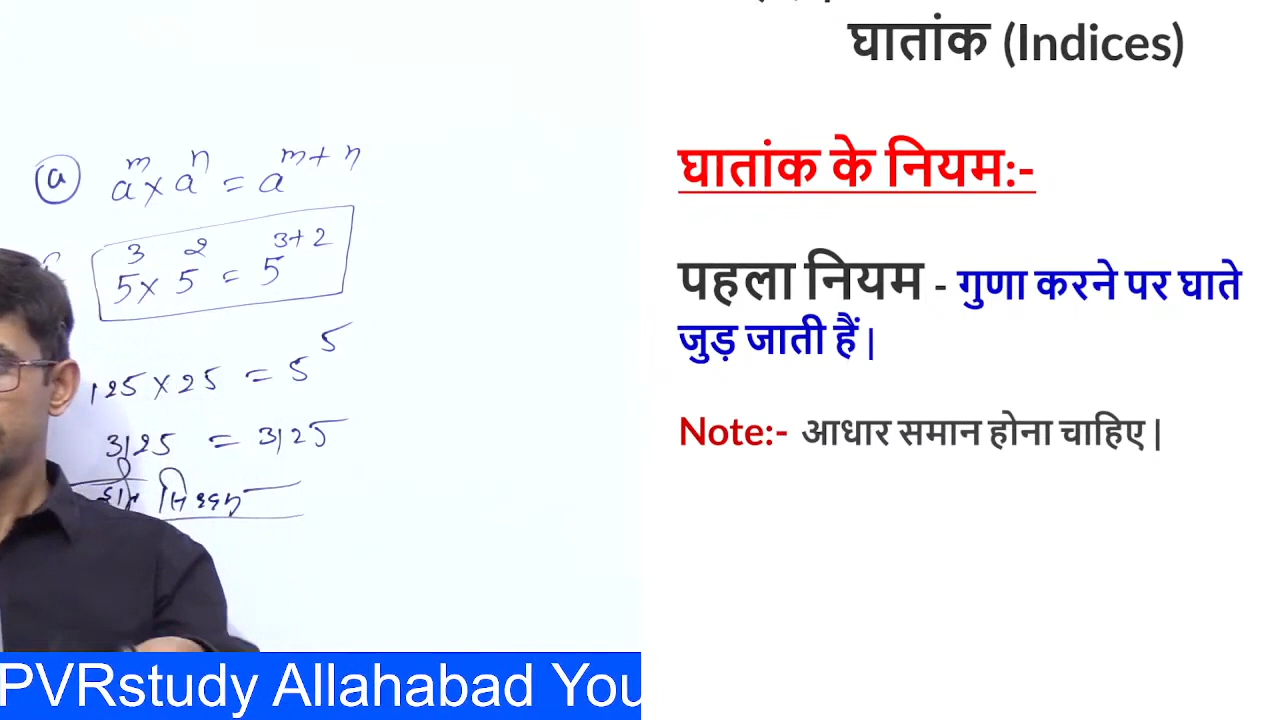 घातांक (Indices)
घातांक के नियम:-
पहला नियम - गुणा करने पर घाते
जुड़ जाती हैं |
Note:- आधार समान होना चाहिए |
(a) a^m × a^n = a^{m+n}
5^3 × 5^2 = 5^{3+2}
125 × 25 = 5^5
3125 = 3125
PVRstudy Allahabad You